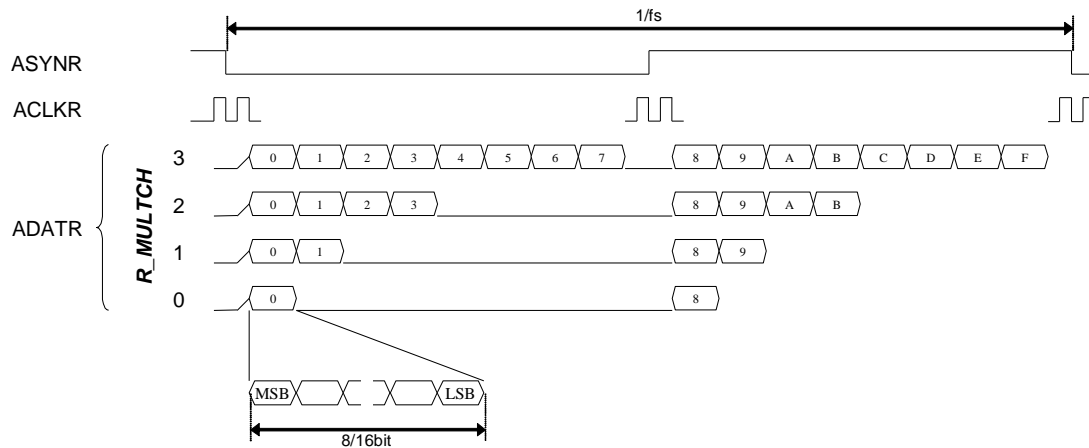 1/fs
ASYNR
ACLKR
3 0 1 2 3 4 5 6 7 8 9 A B C D E F
2 0 1 2 3 8 9 A B
ADATR
R_MULTCH
1 0 1 8 9
0 0 8
MSB LSB
8/16bit